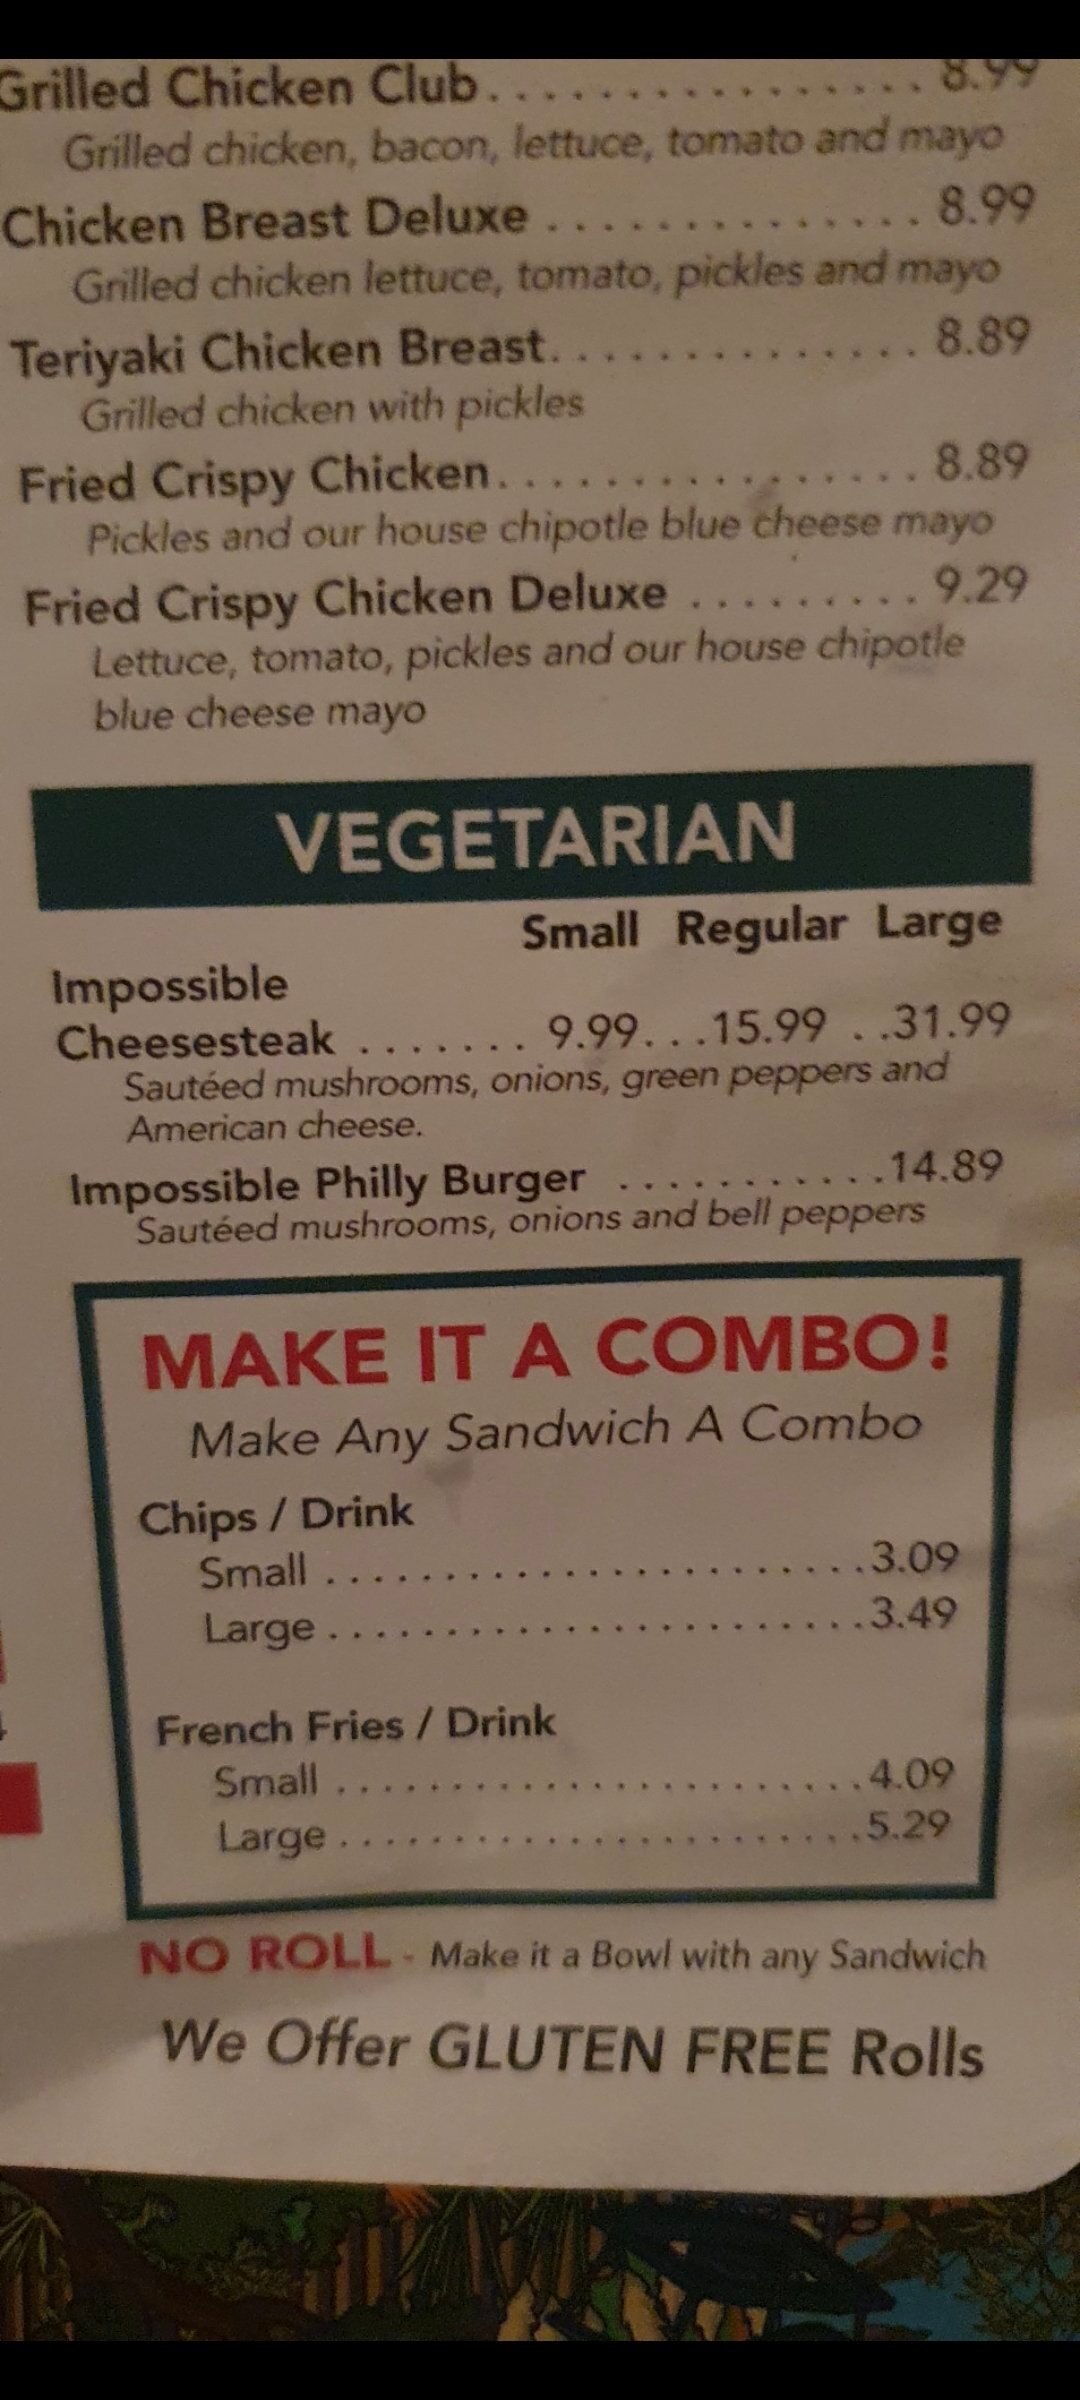 Grilled Chicken Club................. 8.99
Grilled chicken, bacon, lettuce, tomato and mayo
Chicken Breast Deluxe .............. 8.99
Grilled chicken lettuce, tomato, pickles and mayo
Teriyaki Chicken Breast.............. 8.89
Grilled chicken with pickles
Fried Crispy Chicken................ 8.89
Pickles and our house chipotle blue cheese mayo
Fried Crispy Chicken Deluxe ......... 9.29
Lettuce, tomato, pickles and our house chipotle
blue cheese mayo
VEGETARIAN
Small Regular Large
Impossible
Cheesesteak ....... 9.99...15.99 ..31.99
Sautéed mushrooms, onions, green peppers and
American cheese.
Impossible Philly Burger ...........14.89
Sautéed mushrooms, onions and bell peppers
MAKE IT A COMBO!
Make Any Sandwich A Combo
Chips / Drink
Small ........................3.09
Large ........................3.49
French Fries / Drink
Small ........................4.09
Large ........................5.29
NO ROLL - Make it a Bowl with any Sandwich
We Offer GLUTEN FREE Rolls